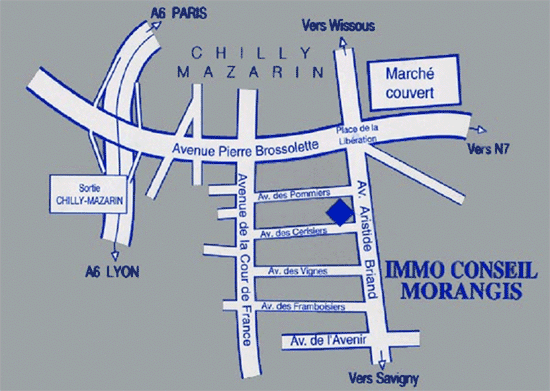 A6 PARIS
Vers Wissous
CHILLY
MAZARIN
Marché
couvert
Place de la
Libération
Avenue Pierre Brossolette
Vers N7
Sortie
CHILLY-MAZARIN
Av. des Pommiers
Avenue de la Cour de France
Av. Aristide Briand
Av. des Cerisiers
A6 LYON
Av. des Vignes
IMMO CONSEIL
MORANGIS
Av. des Framboisiers
Av. de l'Avenir
Vers Savigny